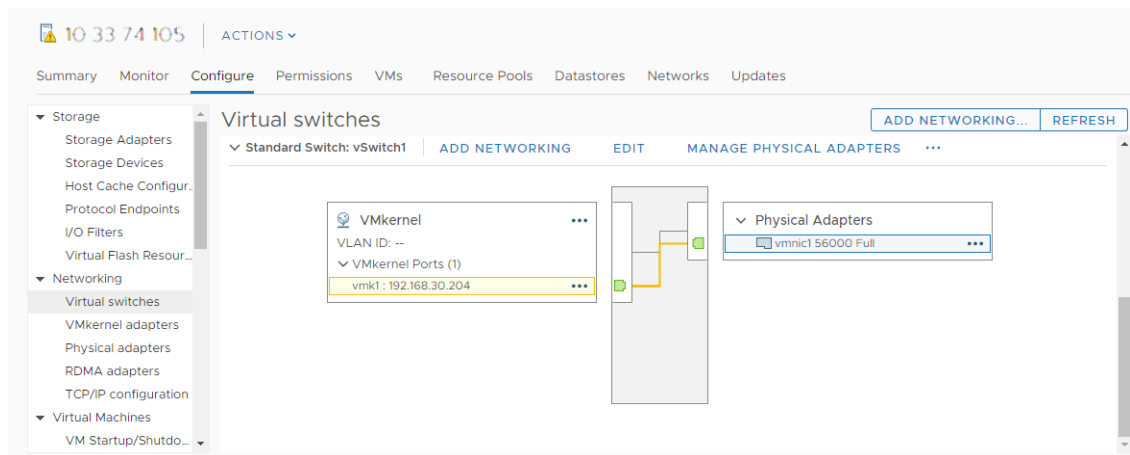 10 33 74 105 ACTIONS
Summary Monitor Configure Permissions VMs Resource Pools Datastores Networks Updates
Storage
Storage Adapters
Storage Devices
Host Cache Configur..
Protocol Endpoints
I/O Filters
Virtual Flash Resour...
Networking
Virtual switches
VMkernel adapters
Physical adapters
RDMA adapters
TCP/IP configuration
Virtual Machines
VM Startup/Shutdo...
Virtual switches
ADD NETWORKING... REFRESH
Standard Switch: vSwitch1 ADD NETWORKING EDIT MANAGE PHYSICAL ADAPTERS ...
VMkernel ...
VLAN ID: --
VMkernel Ports (1)
vmk1 : 192.168.30.204 ...
Physical Adapters
vmnic1 56000 Full ...